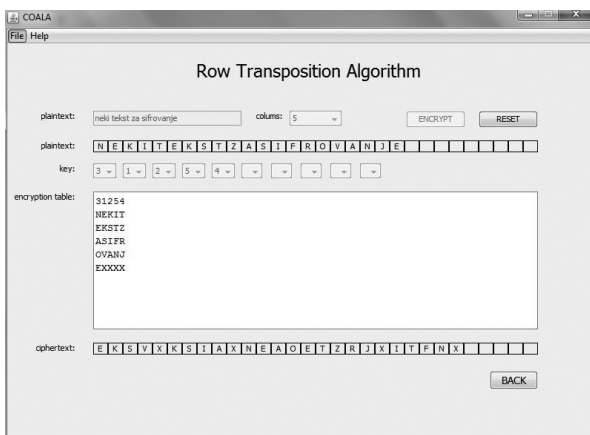 COALA
File Help
Row Transposition Algorithm
plaintext: neki tekst za sifrovanje colums: 5 ENCRYPT RESET
plaintext: N E K I T E K S T Z A S I F R O V A N J E
key: 3 1 2 5 4
encryption table:
31254
NEKIT
EKSTZ
ASIFR
OVANJ
EXXXX
ciphertext: E K S V X K S I A X N E A O E T Z R J X I T F N X
BACK